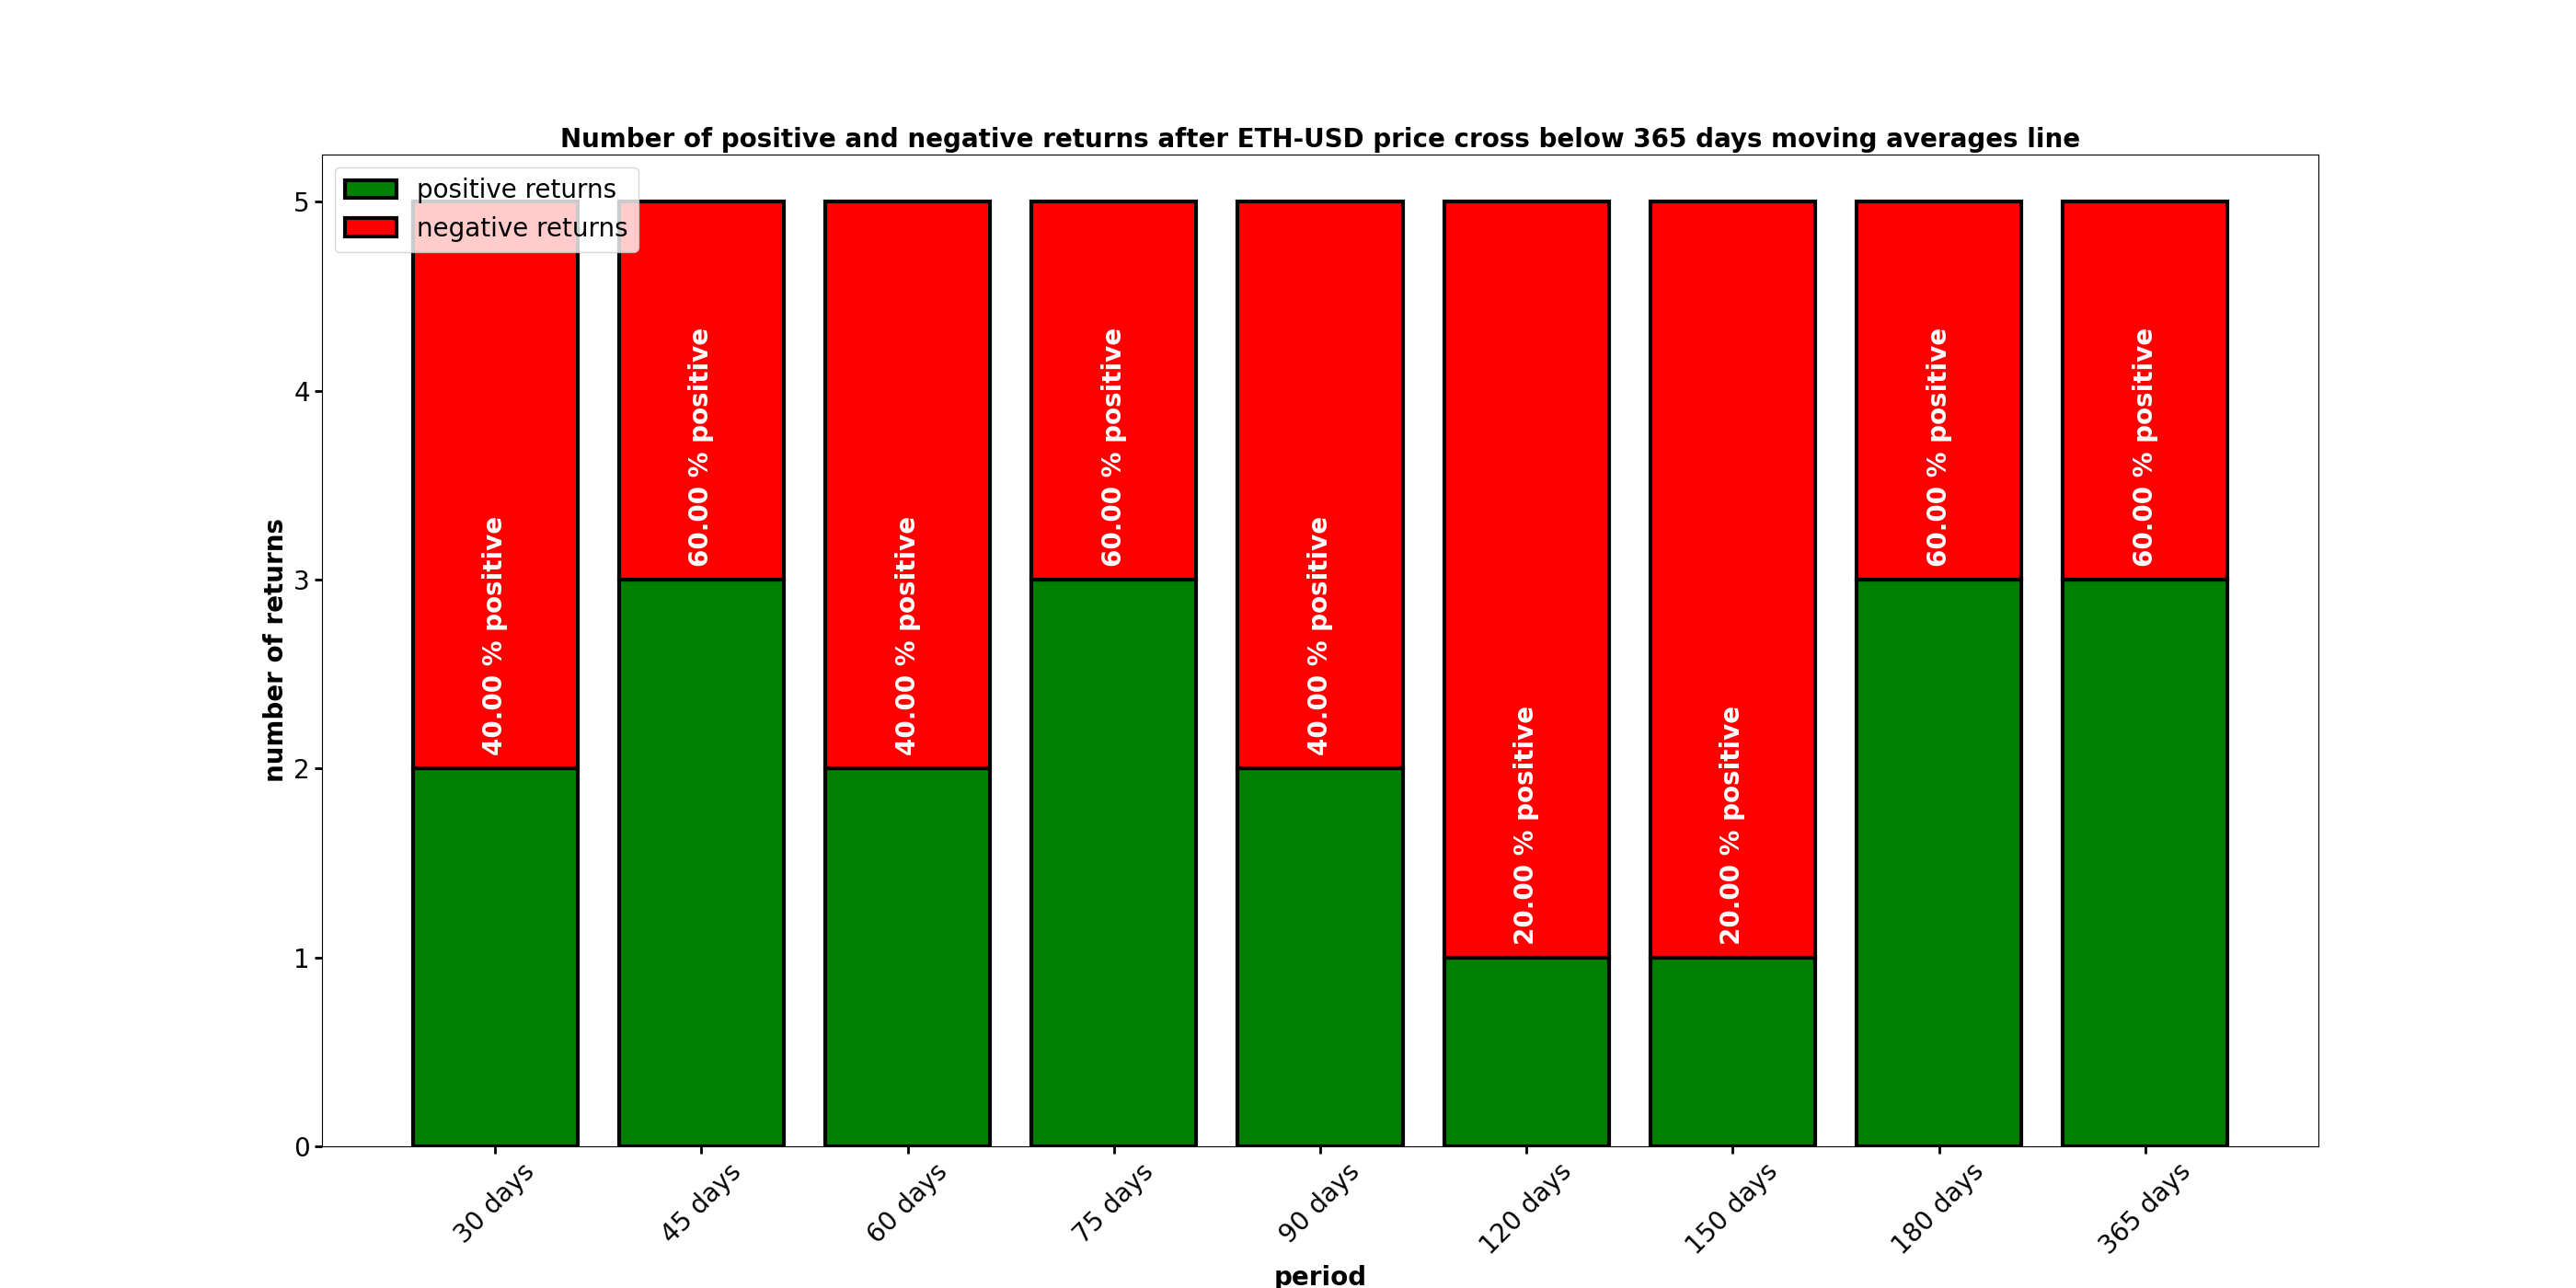 Number of positive and negative returns after ETH-USD price cross below 365 days moving averages line
positive returns
negative returns
number of returns
5
4
3
2
1
0
40.00 % positive
60.00 % positive
40.00 % positive
60.00 % positive
40.00 % positive
20.00 % positive
20.00 % positive
60.00 % positive
60.00 % positive
30 days
45 days
60 days
75 days
90 days
120 days
150 days
180 days
365 days
period